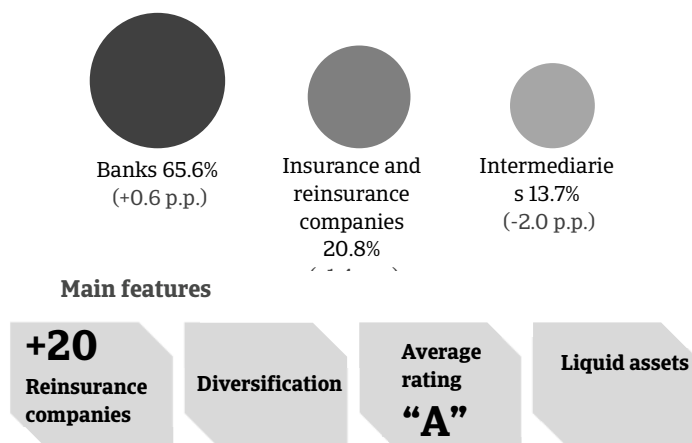 Banks 65.6%
(+0.6 p.p.)
Insurance and
reinsurance
companies
20.8%
Intermediarie
s 13.7%
(-2.0 p.p.)
Main features
+20
Reinsurance
companies
Diversification
Average
rating
“A”
Liquid assets